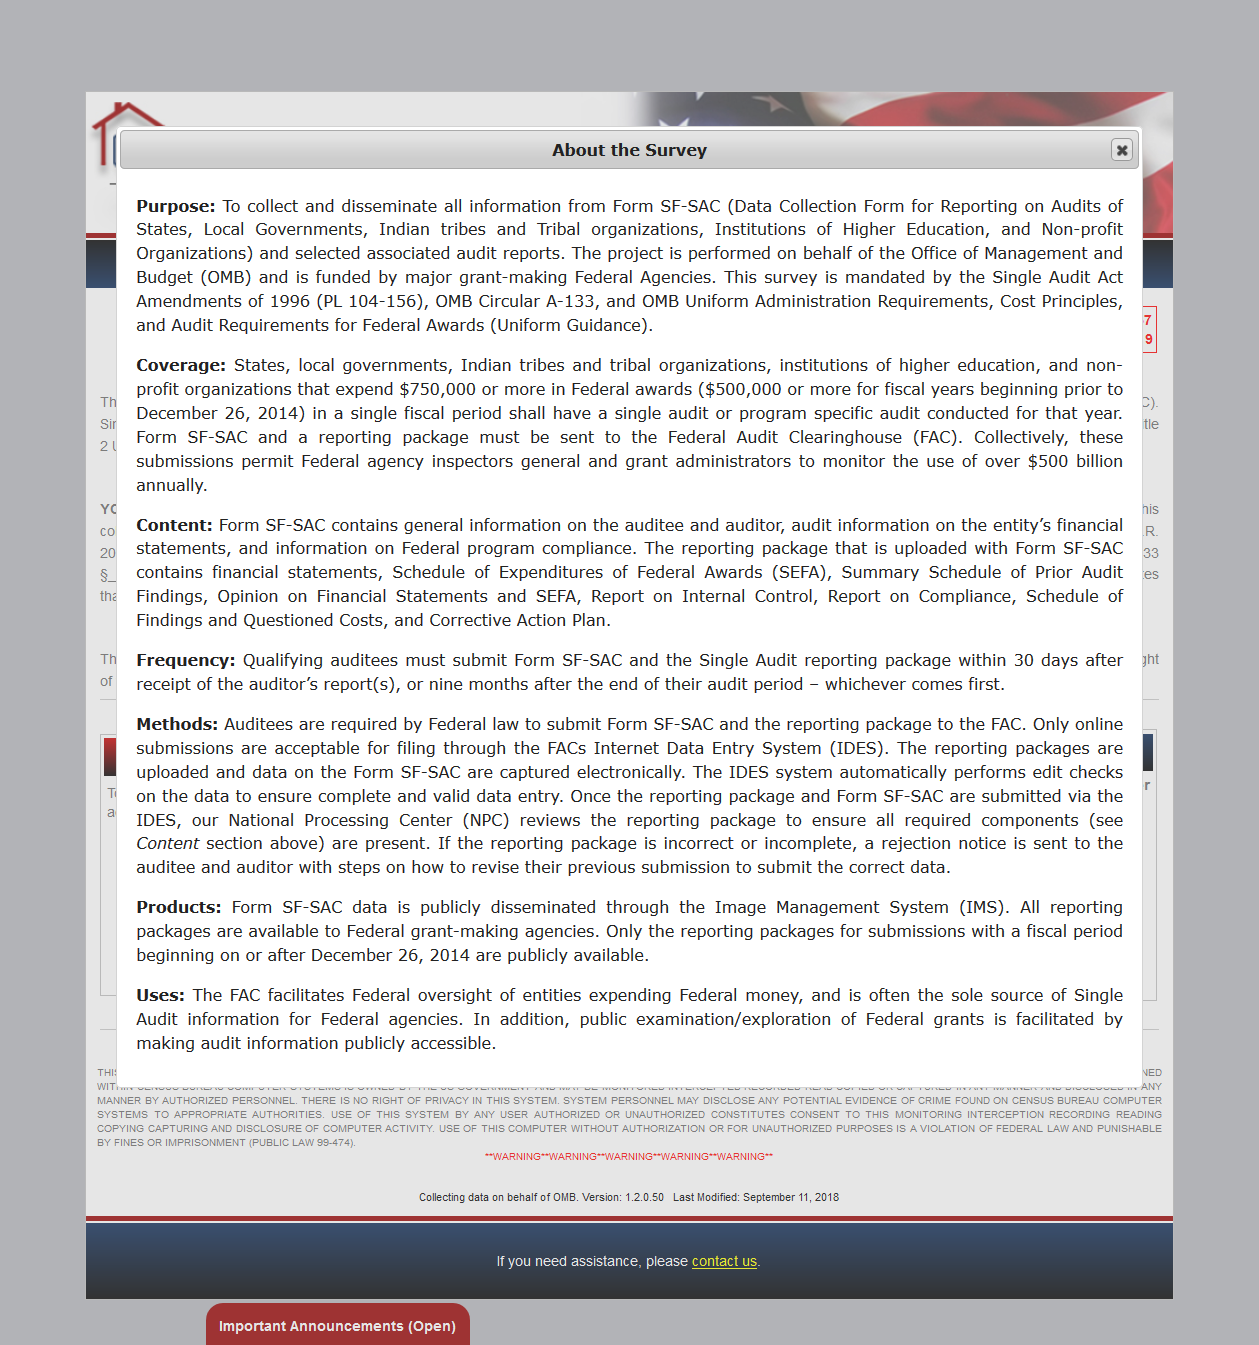 About the Survey
Purpose: To collect and disseminate all information from Form SF-SAC (Data Collection Form for Reporting on Audits of
States, Local Governments, Indian tribes and Tribal organizations, Institutions of Higher Education, and Non-profit
Organizations) and selected associated audit reports. The project is performed on behalf of the Office of Management and
Budget (OMB) and is funded by major grant-making Federal Agencies. This survey is mandated by the Single Audit Act
Amendments of 1996 (PL 104-156), OMB Circular A-133, and OMB Uniform Administration Requirements, Cost Principles,
and Audit Requirements for Federal Awards (Uniform Guidance).
Coverage: States, local governments, Indian tribes and tribal organizations, institutions of higher education, and non-
profit organizations that expend $750,000 or more in Federal awards ($500,000 or more for fiscal years beginning prior to
December 26, 2014) in a single fiscal period shall have a single audit or program specific audit conducted for that year.
Form SF-SAC and a reporting package must be sent to the Federal Audit Clearinghouse (FAC). Collectively, these
submissions permit Federal agency inspectors general and grant administrators to monitor the use of over $500 billion
annually.
Content: Form SF-SAC contains general information on the auditee and auditor, audit information on the entity’s financial
statements, and information on Federal program compliance. The reporting package that is uploaded with Form SF-SAC
contains financial statements, Schedule of Expenditures of Federal Awards (SEFA), Summary Schedule of Prior Audit
Findings, Opinion on Financial Statements and SEFA, Report on Internal Control, Report on Compliance, Schedule of
Findings and Questioned Costs, and Corrective Action Plan.
Frequency: Qualifying auditees must submit Form SF-SAC and the Single Audit reporting package within 30 days after
receipt of the auditor’s report(s), or nine months after the end of their audit period – whichever comes first.
Methods: Auditees are required by Federal law to submit Form SF-SAC and the reporting package to the FAC. Only online
submissions are acceptable for filing through the FACs Internet Data Entry System (IDES). The reporting packages are
uploaded and data on the Form SF-SAC are captured electronically. The IDES system automatically performs edit checks
on the data to ensure complete and valid data entry. Once the reporting package and Form SF-SAC are submitted via the
IDES, our National Processing Center (NPC) reviews the reporting package to ensure all required components (see
Content section above) are present. If the reporting package is incorrect or incomplete, a rejection notice is sent to the
auditee and auditor with steps on how to revise their previous submission to submit the correct data.
Products: Form SF-SAC data is publicly disseminated through the Image Management System (IMS). All reporting
packages are available to Federal grant-making agencies. Only the reporting packages for submissions with a fiscal period
beginning on or after December 26, 2014 are publicly available.
Uses: The FAC facilitates Federal oversight of entities expending Federal money, and is often the sole source of Single
Audit information for Federal agencies. In addition, public examination/exploration of Federal grants is facilitated by
making audit information publicly accessible.
WITHIN CENSUS BUREAU COMPUTER SYSTEMS IS OWNED BY THE US GOVERNMENT AND MAY BE MONITORED INTERCEPTED RECORDED READ COPIED OR CAPTURED IN ANY MANNER AND DISCLOSED IN ANY
MANNER BY AUTHORIZED PERSONNEL. THERE IS NO RIGHT OF PRIVACY IN THIS SYSTEM. SYSTEM PERSONNEL MAY DISCLOSE ANY POTENTIAL EVIDENCE OF CRIME FOUND ON CENSUS BUREAU COMPUTER
SYSTEMS TO APPROPRIATE AUTHORITIES. USE OF THIS SYSTEM BY ANY USER AUTHORIZED OR UNAUTHORIZED CONSTITUTES CONSENT TO THIS MONITORING INTERCEPTION RECORDING READING
COPYING CAPTURING AND DISCLOSURE OF COMPUTER ACTIVITY. USE OF THIS COMPUTER WITHOUT AUTHORIZATION OR FOR UNAUTHORIZED PURPOSES IS A VIOLATION OF FEDERAL LAW AND PUNISHABLE
BY FINES OR IMPRISONMENT (PUBLIC LAW 99-474).
**WARNING**WARNING**WARNING**WARNING**WARNING**
Collecting data on behalf of OMB. Version: 1.2.0.50 Last Modified: September 11, 2018
If you need assistance, please contact us.
Important Announcements (Open)